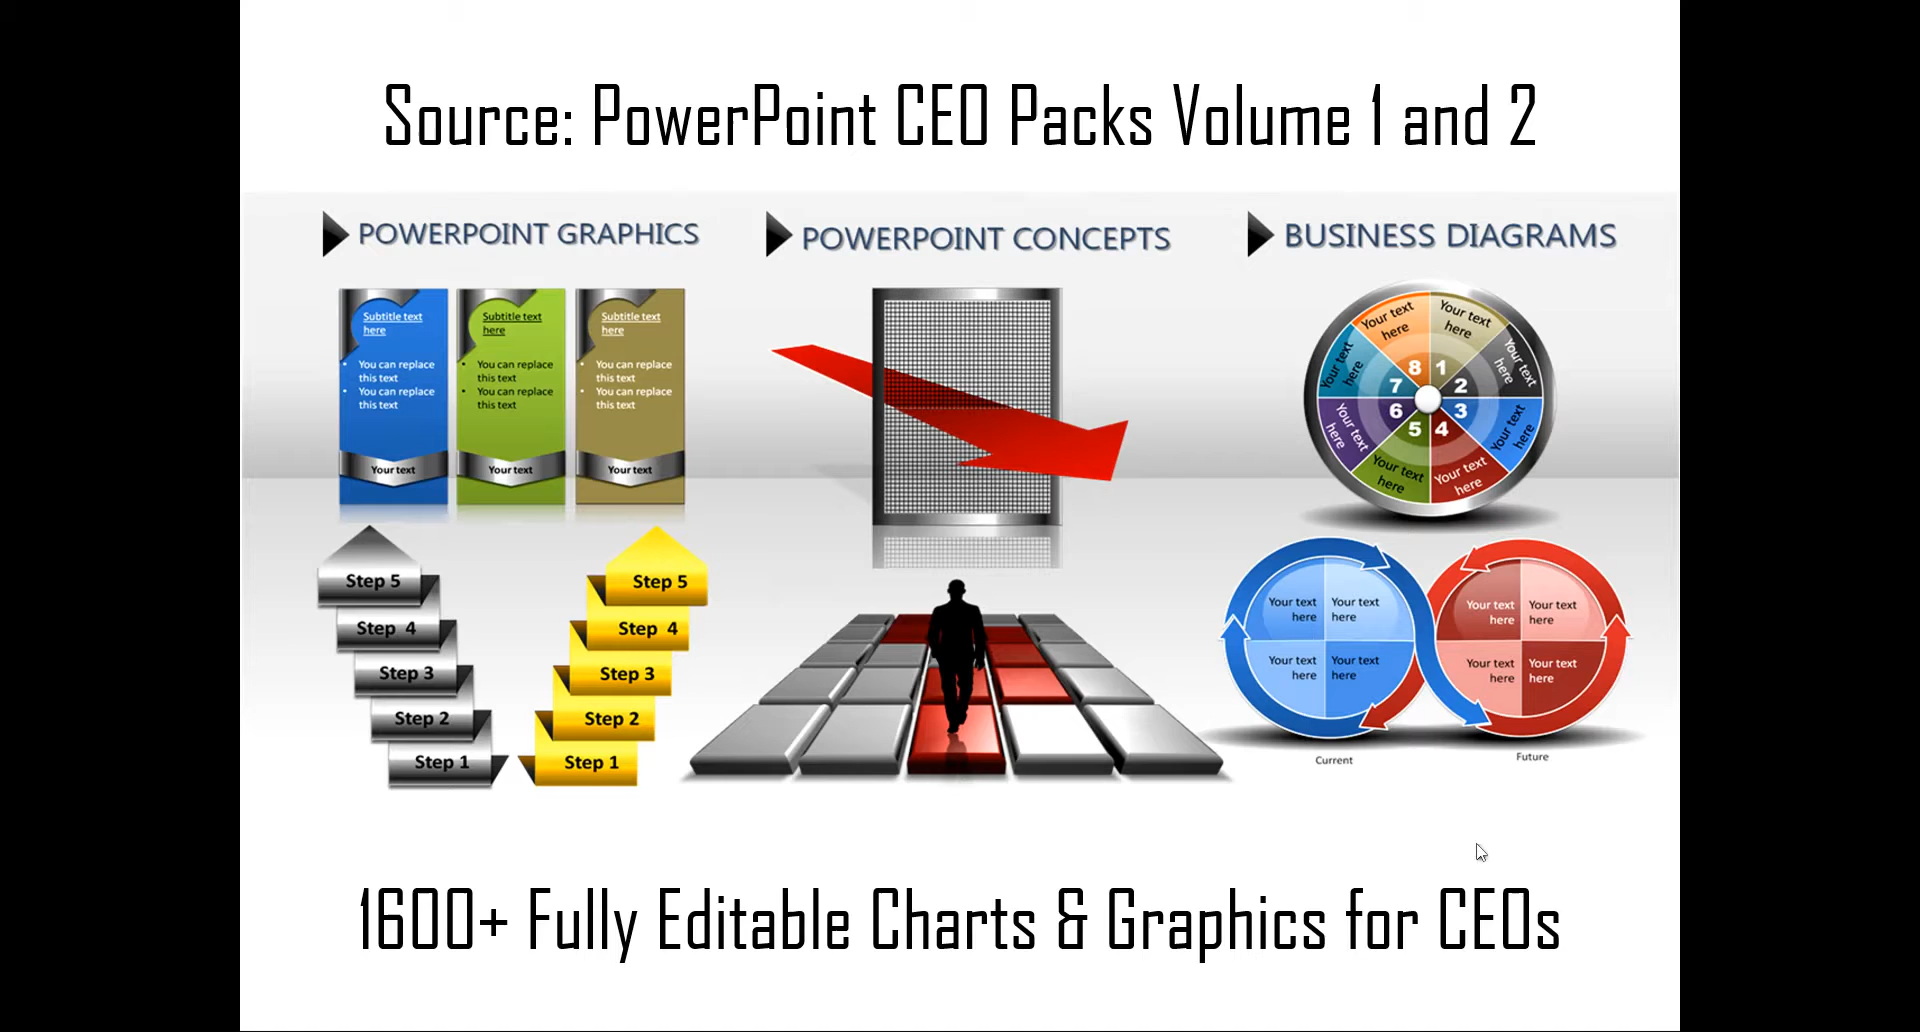 Source: PowerPoint CEO Packs Volume 1 and 2
POWERPOINT GRAPHICS
POWERPOINT CONCEPTS
BUSINESS DIAGRAMS
Subtitle text
here
• You can replace
this text
• You can replace
this text
Your text
Subtitle text
here
• You can replace
this text
• You can replace
this text
Your text
Subtitle text
here
• You can replace
this text
• You can replace
this text
Your text
Your text
here
1
Your text
here
2
Your text
here
3
Your text
here
4
Your text
here
5
Your text
here
6
Your text
here
7
Your text
here
8
Step 5
Step 4
Step 3
Step 2
Step 1
Step 5
Step 4
Step 3
Step 2
Step 1
Your text
here
Your text
here
Your text
here
Your text
here
Current
Your text
here
Your text
here
Your text
here
Your text
here
Future
1600+ Fully Editable Charts & Graphics for CEOs